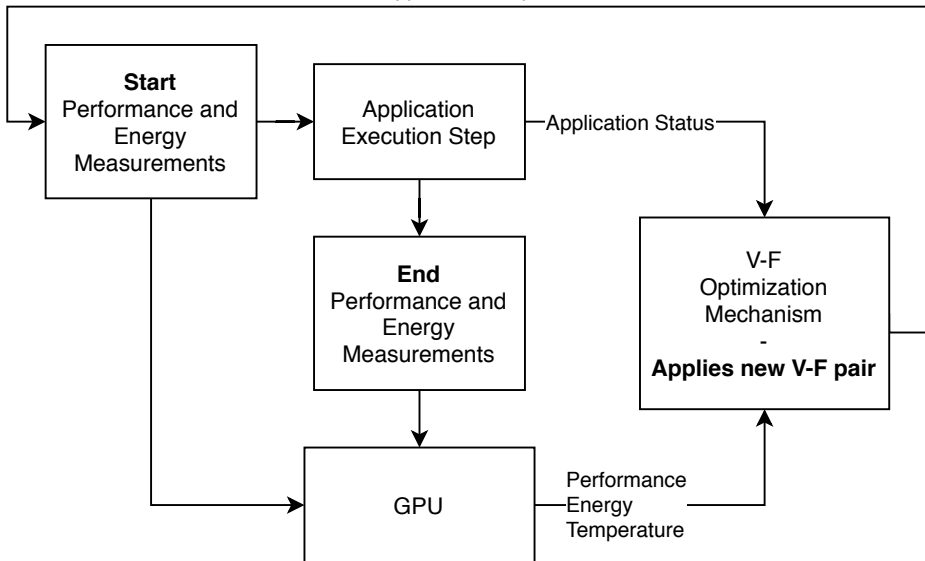 Start
Performance and
Energy
Measurements
Application
Execution Step
Application Status
End
Performance and
Energy
Measurements
V-F
Optimization
Mechanism
-
Applies new V-F pair
GPU
Performance
Energy
Temperature